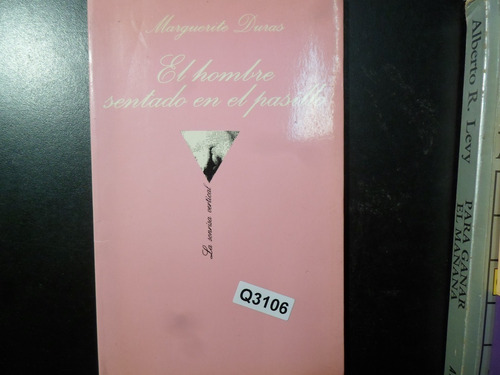 Marguerite Duras
El hombre
sentado en el pasillo
La sonrisa vertical
Q3106
Alberto R. Levy
PARA GANAR
EL MAÑANA